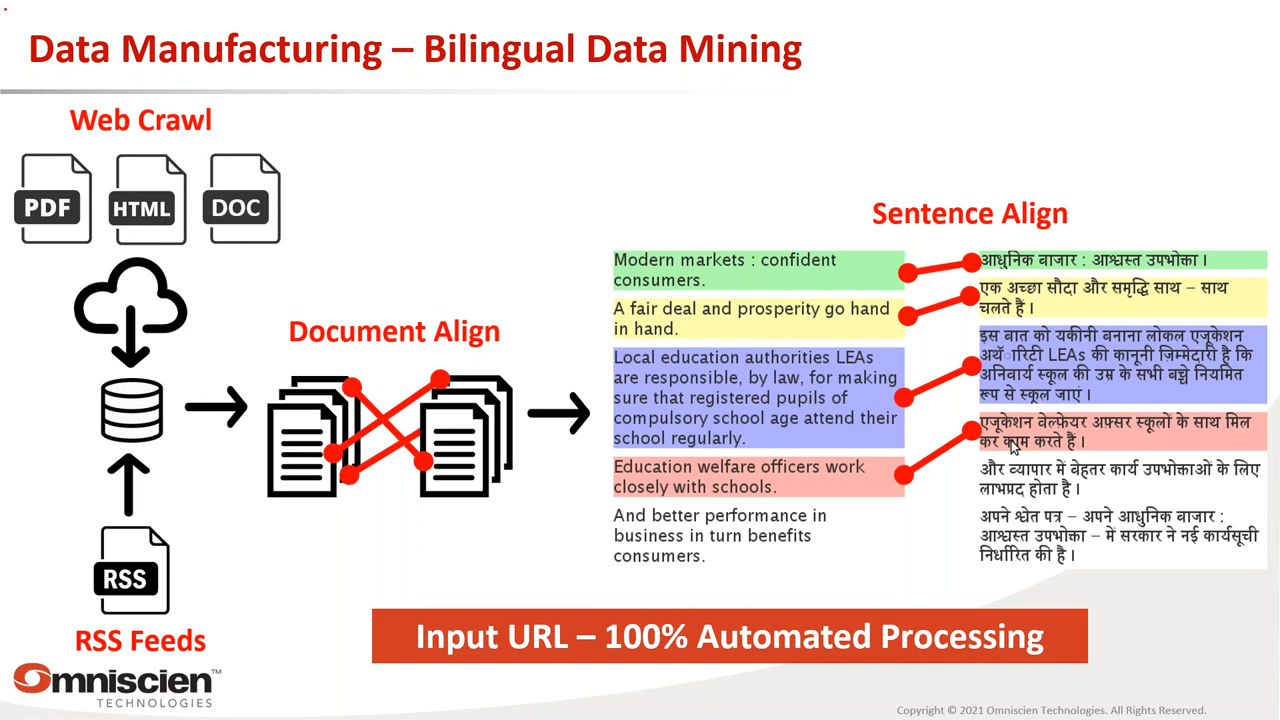 Data Manufacturing – Bilingual Data Mining
Web Crawl
PDF
HTML
DOC
RSS
RSS Feeds
Document Align
Sentence Align
Modern markets : confident
consumers.
A fair deal and prosperity go hand
in hand.
Local education authorities LEAs
are responsible, by law, for making
sure that registered pupils of
compulsory school age attend their
school regularly.
Education welfare officers work
closely with schools.
And better performance in
business in turn benefits
consumers.
आधुनिक बाजार : आश्वस्त उपभोक्ता ।
एक अच्छा सौदा और समृद्धि साथ – साथ
चलते हैं ।
इस बात को यकीनी बनाना लोकल एजूकेशन
अथॅारिटी LEAs की कानूनी ज़िम्मेदारी है कि
अनिवार्य स्कूल की उम्र के सभी बच्चे नियमित
रूप से स्कूल जाएं ।
एजूकेशन वेल्फ़ेयर अफ़्सर स्कूलों के साथ मिल
कर काम करते हैं ।
और व्यापार में बेहतर कार्य उपभोक्ताओं के लिए
लाभप्रद होता है ।
अपने श्वेत पत्र – अपने आधुनिक बाजार :
आश्वस्त उपभोक्ता – में सरकार ने नई कार्यसूची
निर्धारित की है ।
Input URL – 100% Automated Processing
Omniscien™
TECHNOLOGIES
Copyright © 2021 Omniscien Technologies. All Rights Reserved.